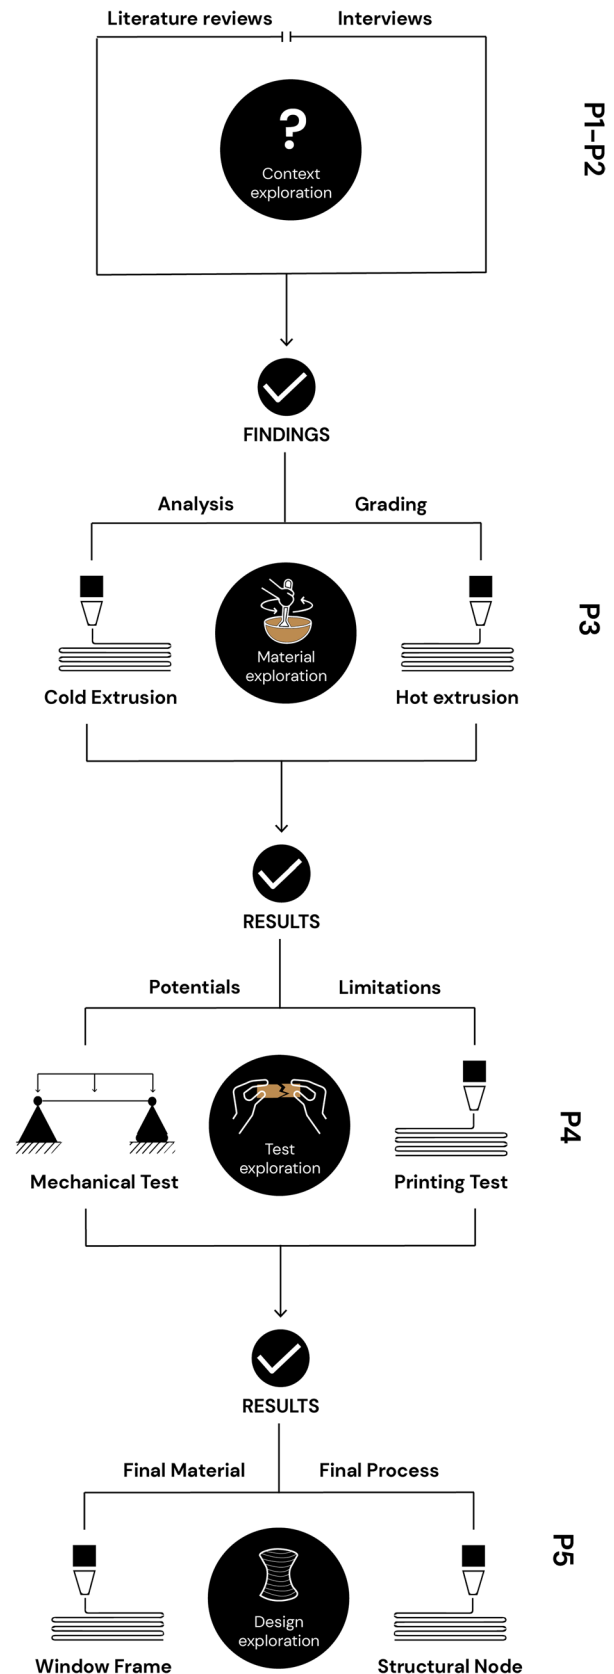 Literature reviews
Interviews
P1-P2
?
Context
exploration
FINDINGS
Analysis
Grading
P3
Material
exploration
Cold Extrusion
Hot extrusion
RESULTS
Potentials
Limitations
P4
Test
exploration
Mechanical Test
Printing Test
RESULTS
Final Material
Final Process
P5
Design
exploration
Window Frame
Structural Node